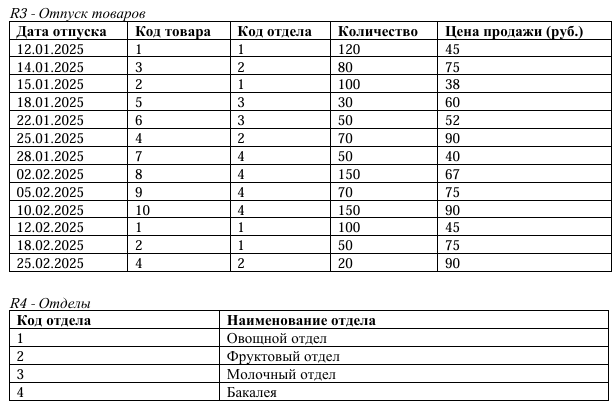 R3 - Отпуск товаров
Дата отпуска Код товара Код отдела Количество Цена продажи (руб.)
12.01.2025 1 1 120 45
14.01.2025 3 2 80 75
15.01.2025 2 1 100 38
18.01.2025 5 3 30 60
22.01.2025 6 3 50 52
25.01.2025 4 2 70 90
28.01.2025 7 4 50 40
02.02.2025 8 4 150 67
05.02.2025 9 4 70 75
10.02.2025 10 4 150 90
12.02.2025 1 1 100 45
18.02.2025 2 1 50 75
25.02.2025 4 2 20 90
R4 - Отделы
Код отдела Наименование отдела
1 Овощной отдел
2 Фруктовый отдел
3 Молочный отдел
4 Бакалея